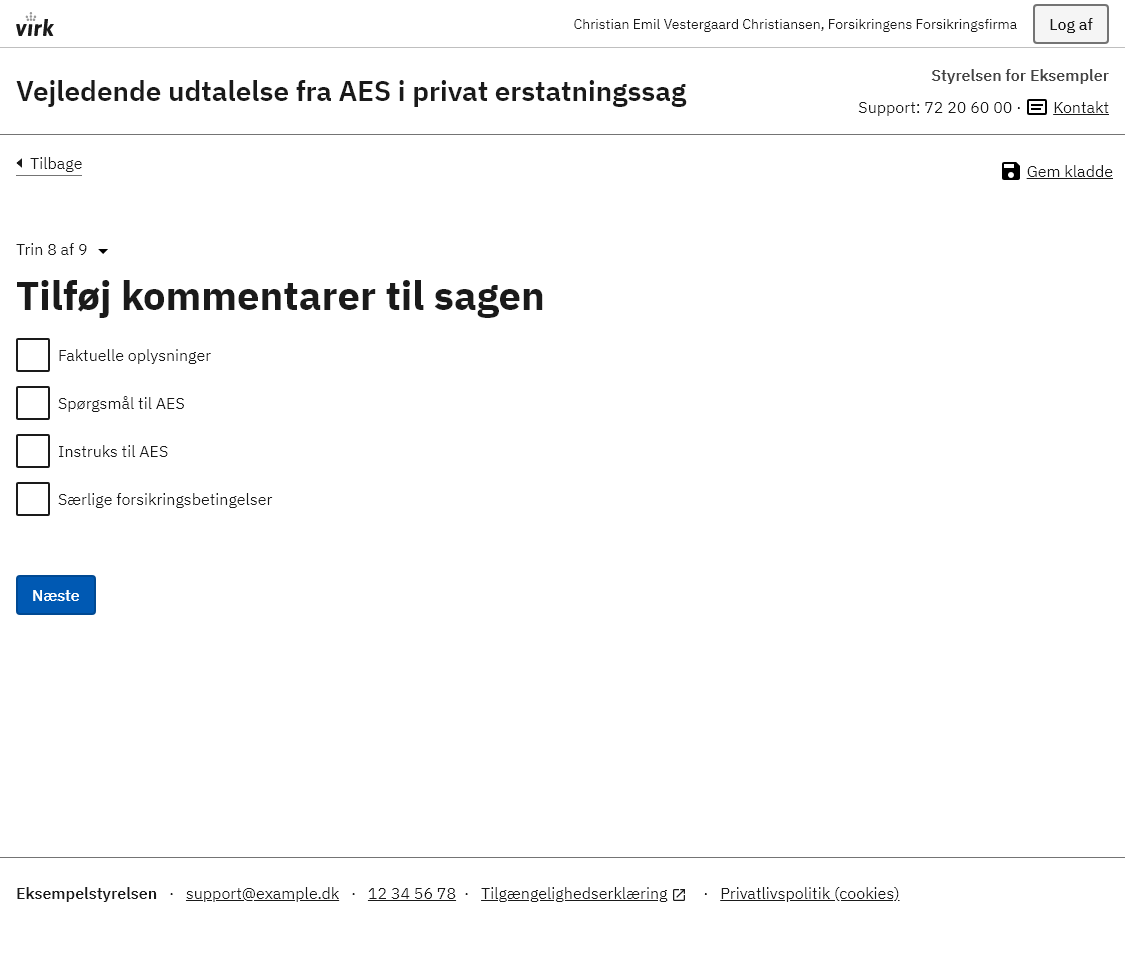 virk
Christian Emil Vestergaard Christiansen, Forsikringens Forsikringsfirma
Log af
Vejledende udtalelse fra AES i privat erstatningssag
Styrelsen for Eksempler
Support: 72 20 60 00 · Kontakt
Tilbage
Gem kladde
Trin 8 af 9
Tilføj kommentarer til sagen
Faktuelle oplysninger
Spørgsmål til AES
Instruks til AES
Særlige forsikringsbetingelser
Næste
Eksempelstyrelsen · support@example.dk · 12 34 56 78 · Tilgængelighedserklæring · Privatlivspolitik (cookies)